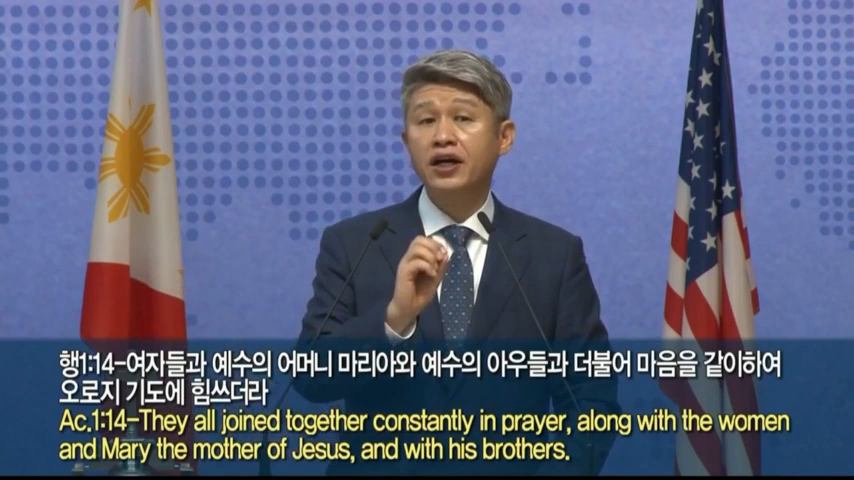 행1:14-여자들과 예수의 어머니 마리아와 예수의 아우들과 더불어 마음을 같이하여
오로지 기도에 힘쓰더라
Ac.1:14-They all joined together constantly in prayer, along with the women
and Mary the mother of Jesus, and with his brothers.